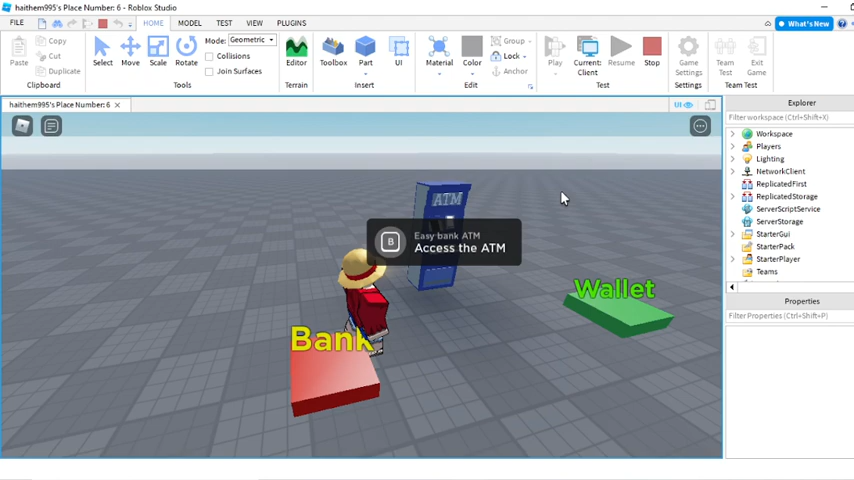 haithem995's Place Number: 6 - Roblox Studio
FILE HOME MODEL TEST VIEW PLUGINS What's New
Paste Copy Cut Duplicate Clipboard
Select Move Scale Rotate Mode: Geometric Collisions Join Surfaces Tools
Editor Terrain
Toolbox Part UI Insert
Material Color Group Lock Anchor Edit
Play Current: Client Resume Stop Test
Game Settings Settings
Team Test Exit Game Team Test
haithem995's Place Number: 6
UI
ATM
B
Easy bank ATM
Access the ATM
Wallet
Bank
Explorer
Filter workspace (Ctrl+Shift+X)
Workspace
Players
Lighting
NetworkClient
ReplicatedFirst
ReplicatedStorage
ServerScriptService
ServerStorage
StarterGui
StarterPack
StarterPlayer
Teams
Properties
Filter Properties (Ctrl+Shift+P)